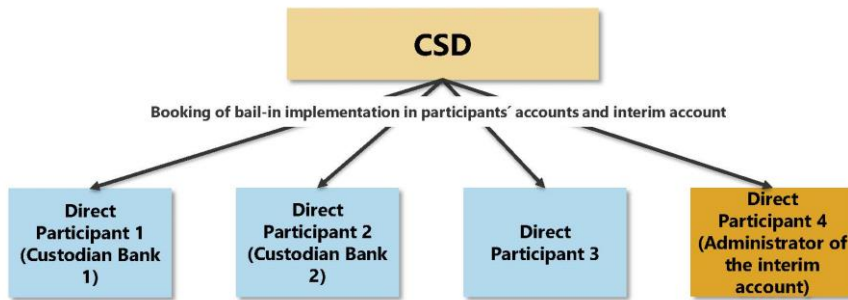 CSD
Booking of bail-in implementation in participants´ accounts and interim account
Direct
Participant 1
(Custodian Bank
1)
Direct
Participant 2
(Custodian Bank
2)
Direct
Participant 3
Direct
Participant 4
(Administrator of
the interim
account)